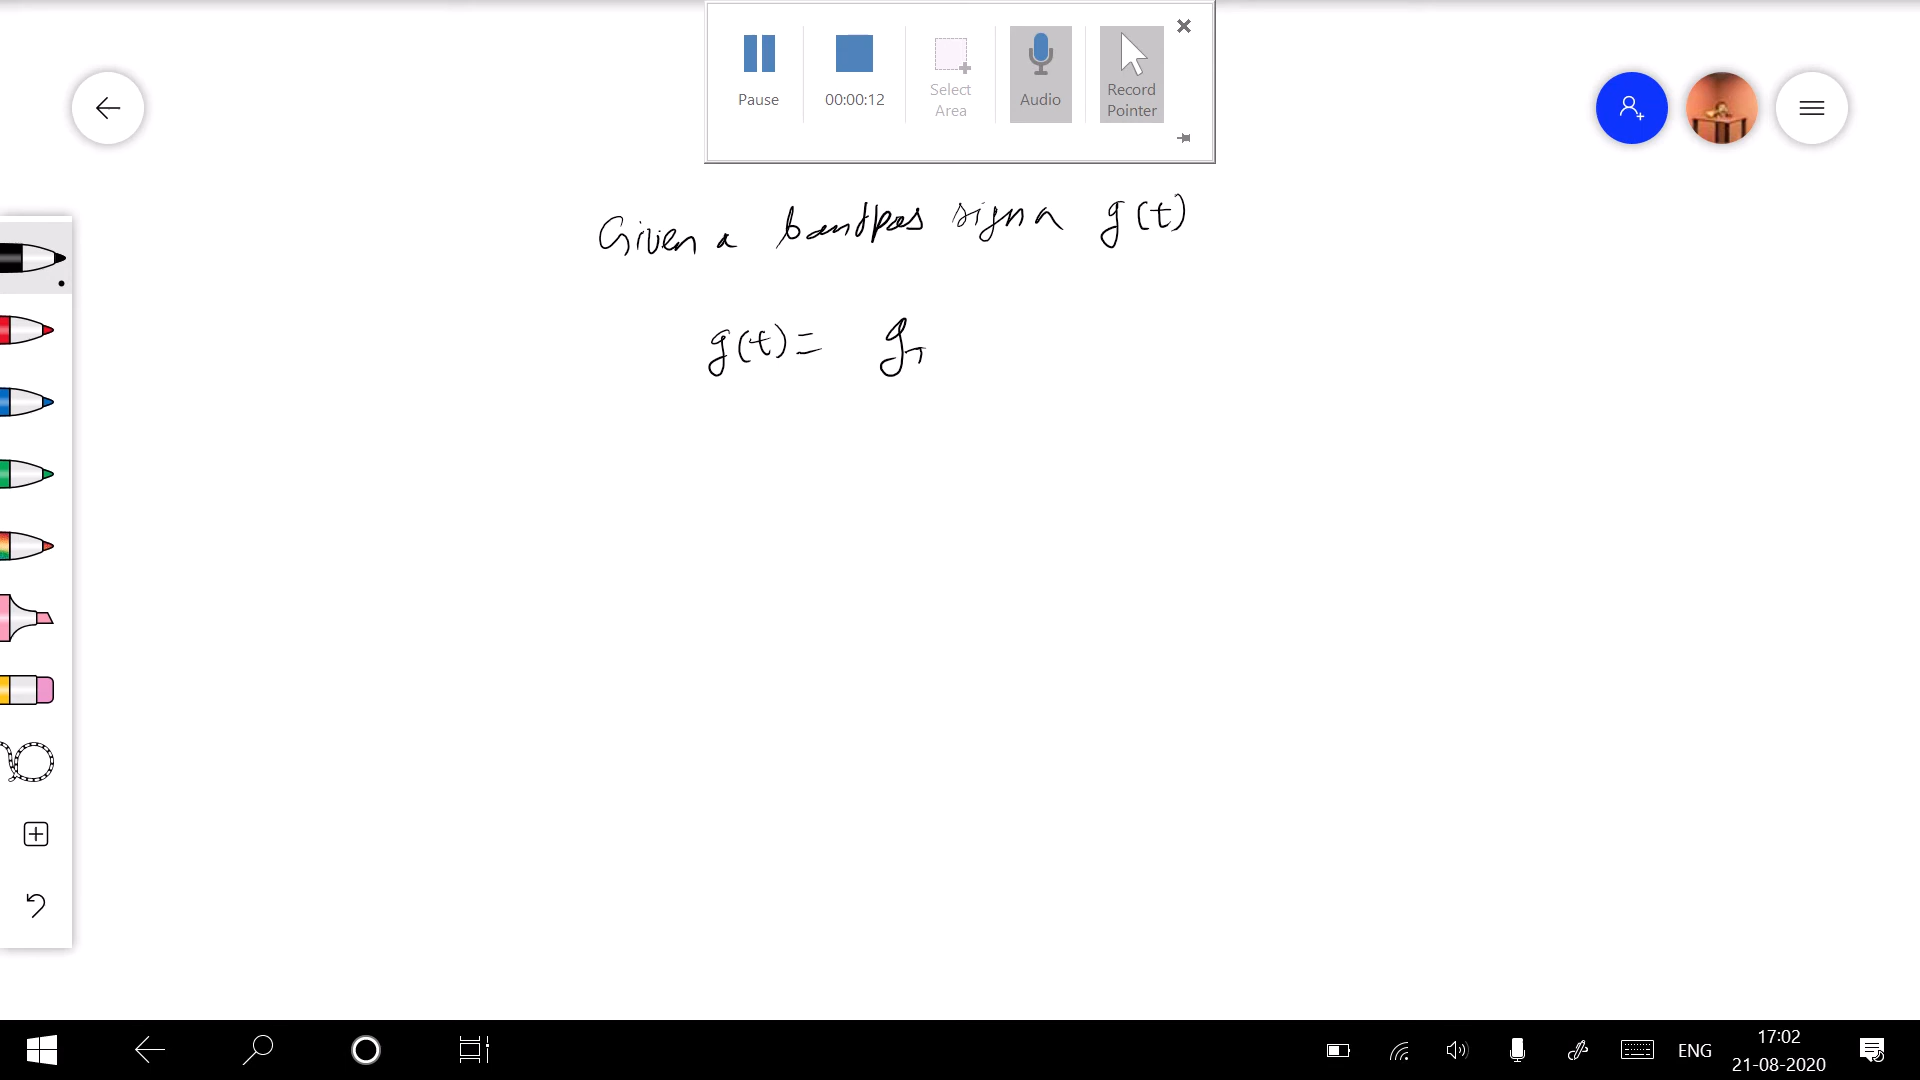 Pause
00:00:12
Select
Area
Audio
Record
Pointer
Given a bandpas signa g(t)
g(t) = g
ENG
17:02
21-08-2020